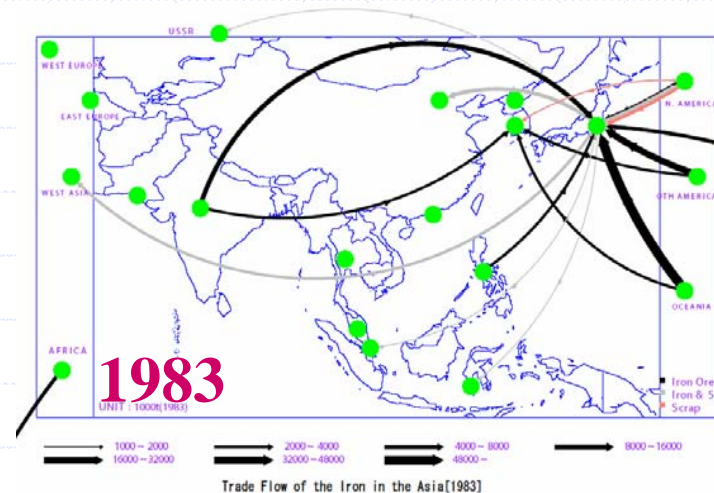 USSR
WEST EUROPE
EAST EUROPE
N. AMERICA
WEST ASIA
OTH AMERICA
OCEANIA
AFRICA
1983
UNIT : 1000t(1983)
Iron Ore
Iron & S
Scrap
1000 ~ 2000
2000 ~ 4000
4000 ~ 8000
8000 ~ 16000
16000 ~ 32000
32000 ~ 48000
48000 ~
Trade Flow of the Iron in the Asia[1983]